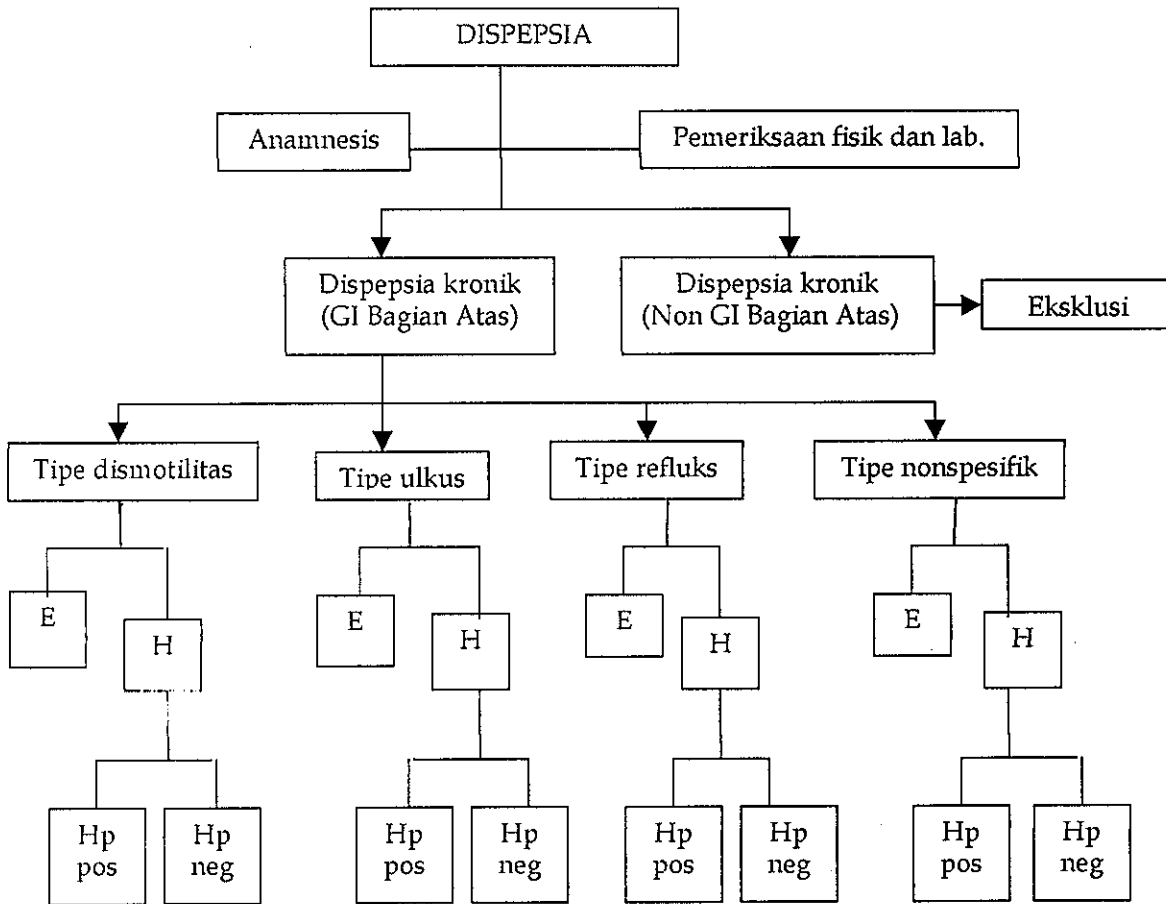 DISPEPSIA
Anamnesis
Pemeriksaan fisik dan lab.
Dispepsia kronik
(GI Bagian Atas)
Dispepsia kronik
(Non GI Bagian Atas)
Eksklusi
Tipe dismotilitas
Tipe ulkus
Tipe refluks
Tipe nonspesifik
E
H
E
H
E
H
E
H
Hp
pos
Hp
neg
Hp
pos
Hp
neg
Hp
pos
Hp
neg
Hp
pos
Hp
neg